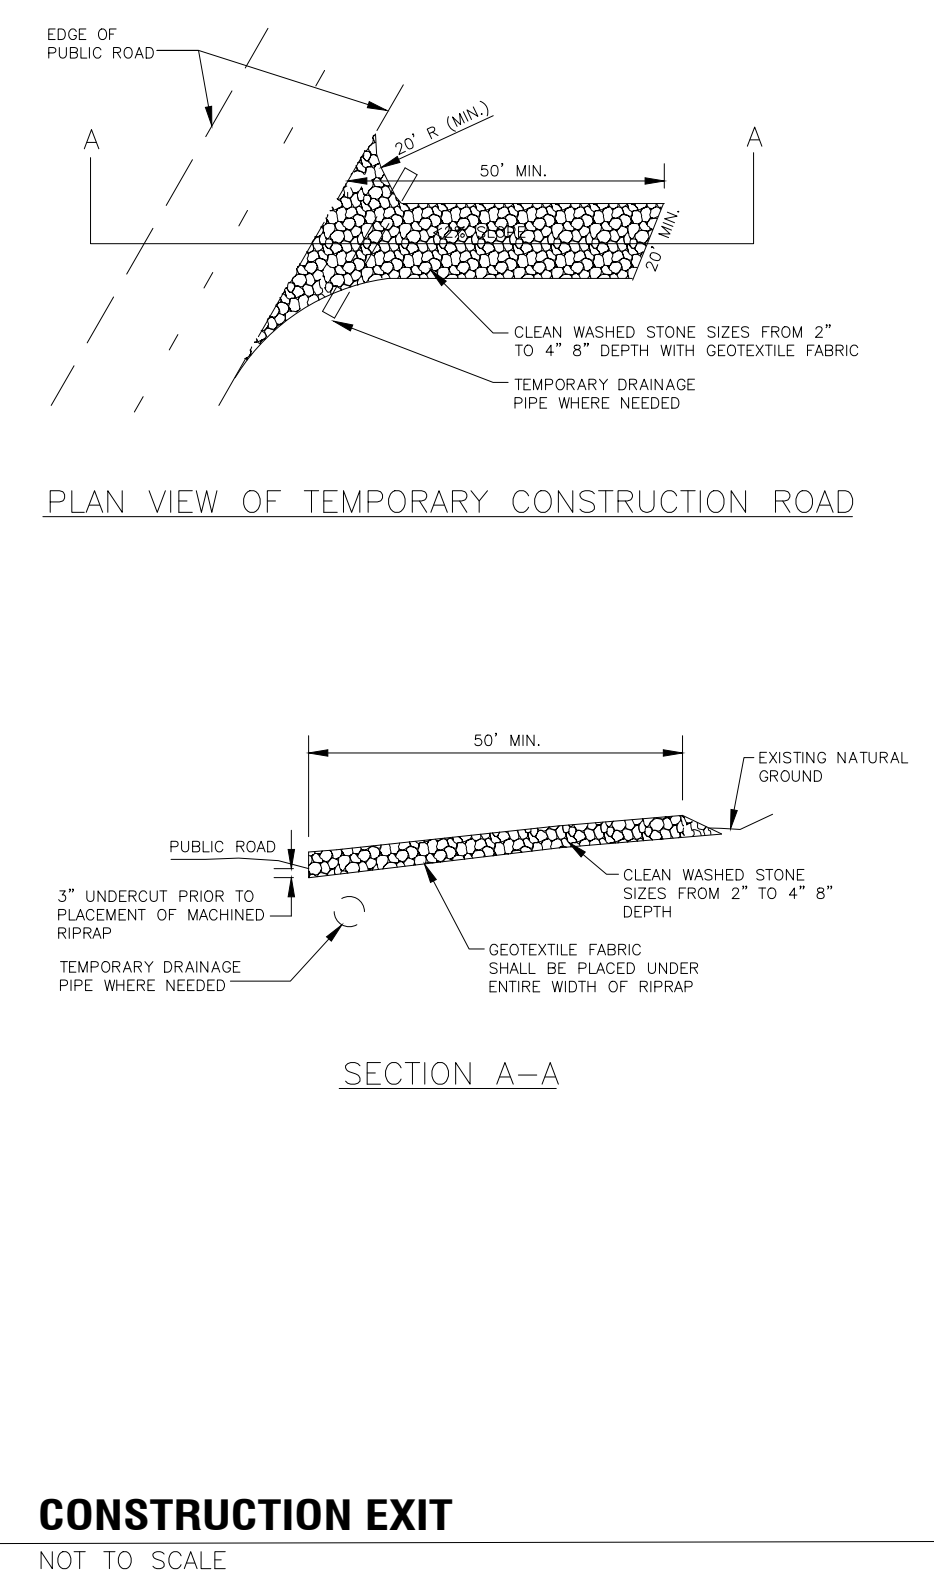 EDGE OF
PUBLIC ROAD
A
A
20' R (MIN.)
50' MIN.
<2% SLOPE
20' MIN.
CLEAN WASHED STONE SIZES FROM 2"
TO 4" 8" DEPTH WITH GEOTEXTILE FABRIC
TEMPORARY DRAINAGE
PIPE WHERE NEEDED
PLAN VIEW OF TEMPORARY CONSTRUCTION ROAD
50' MIN.
EXISTING NATURAL
GROUND
PUBLIC ROAD
CLEAN WASHED STONE
SIZES FROM 2" TO 4" 8"
DEPTH
3" UNDERCUT PRIOR TO
PLACEMENT OF MACHINED
RIPRAP
GEOTEXTILE FABRIC
SHALL BE PLACED UNDER
ENTIRE WIDTH OF RIPRAP
TEMPORARY DRAINAGE
PIPE WHERE NEEDED
SECTION A-A
CONSTRUCTION EXIT
NOT TO SCALE